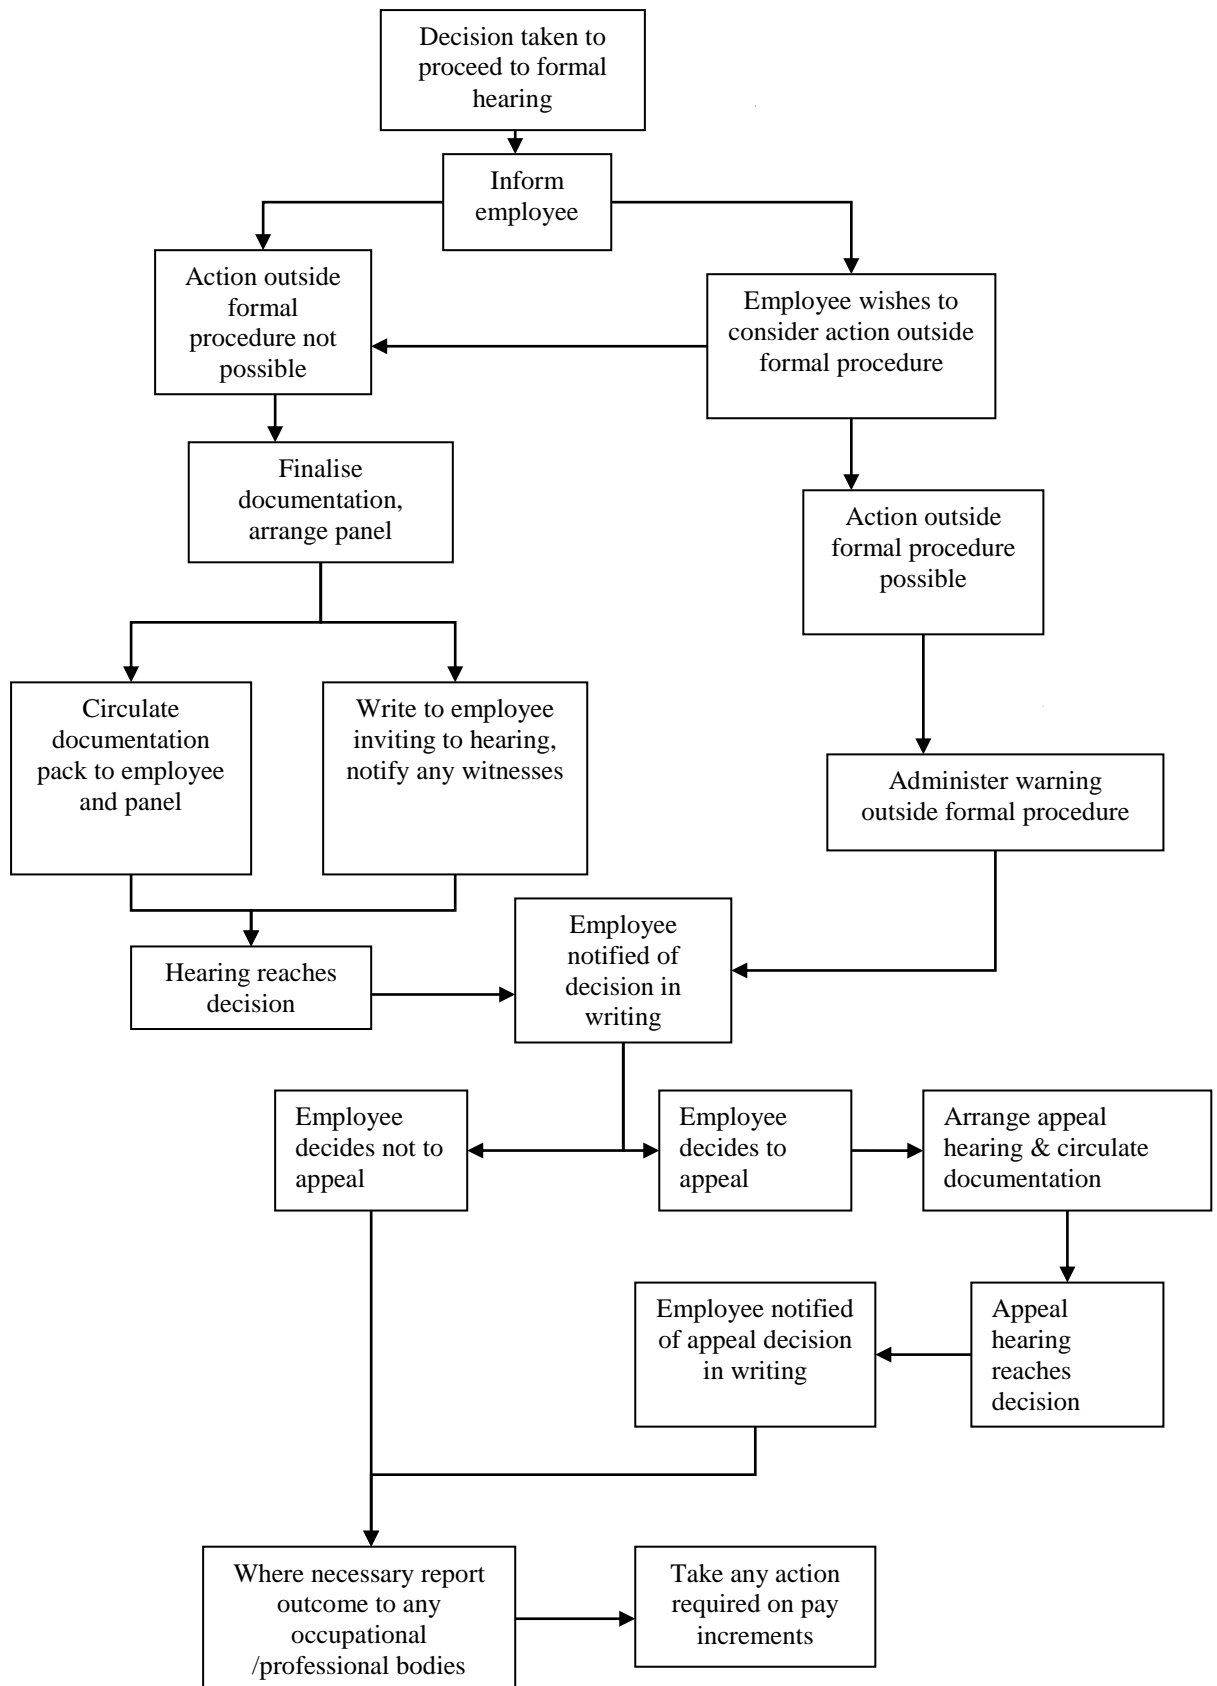 Decision taken to
proceed to formal
hearing
Inform
employee
Action outside
formal
procedure not
possible
Employee wishes to
consider action outside
formal procedure
Finalise
documentation,
arrange panel
Action outside
formal procedure
possible
Circulate
documentation
pack to employee
and panel
Write to employee
inviting to hearing,
notify any witnesses
Administer warning
outside formal procedure
Hearing reaches
decision
Employee
notified of
decision in
writing
Employee
decides not to
appeal
Employee
decides to
appeal
Arrange appeal
hearing & circulate
documentation
Employee notified
of appeal decision
in writing
Appeal
hearing
reaches
decision
Where necessary report
outcome to any
occupational
/professional bodies
Take any action
required on pay
increments